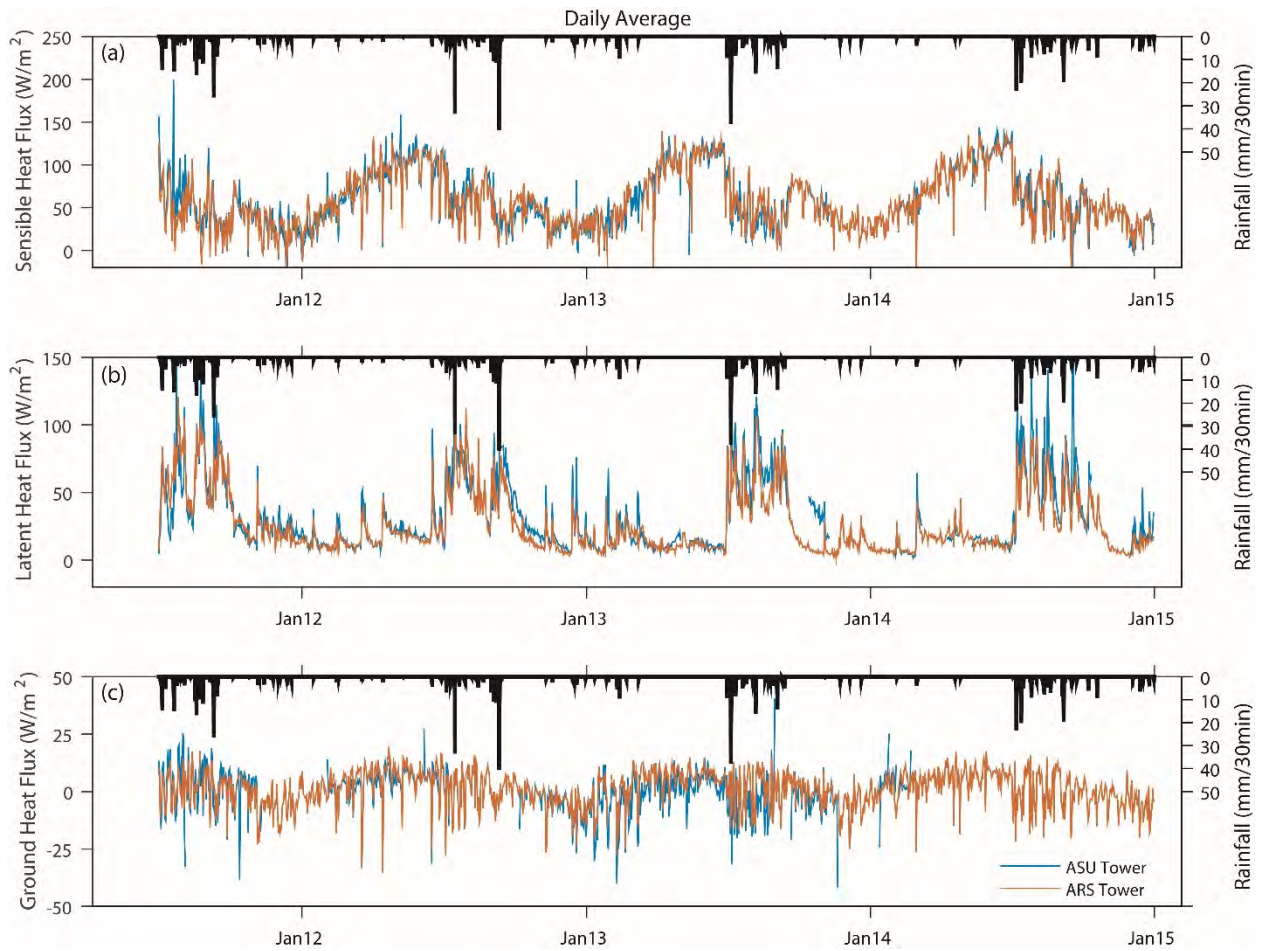 Daily Average
(a)
Sensible Heat Flux (W/m 2)
250
200
150
100
50
0
0
10
20
30
40
50
Rainfall (mm/30min)
Jan12 Jan13 Jan14 Jan15
(b)
Latent Heat Flux (W/m 2)
150
100
50
0
0
10
20
30
40
50
Rainfall (mm/30min)
Jan12 Jan13 Jan14 Jan15
(c)
Ground Heat Flux (W/m 2)
50
25
0
-25
-50
0
10
20
30
40
50
Rainfall (mm/30min)
ASU Tower
ARS Tower
Jan12 Jan13 Jan14 Jan15